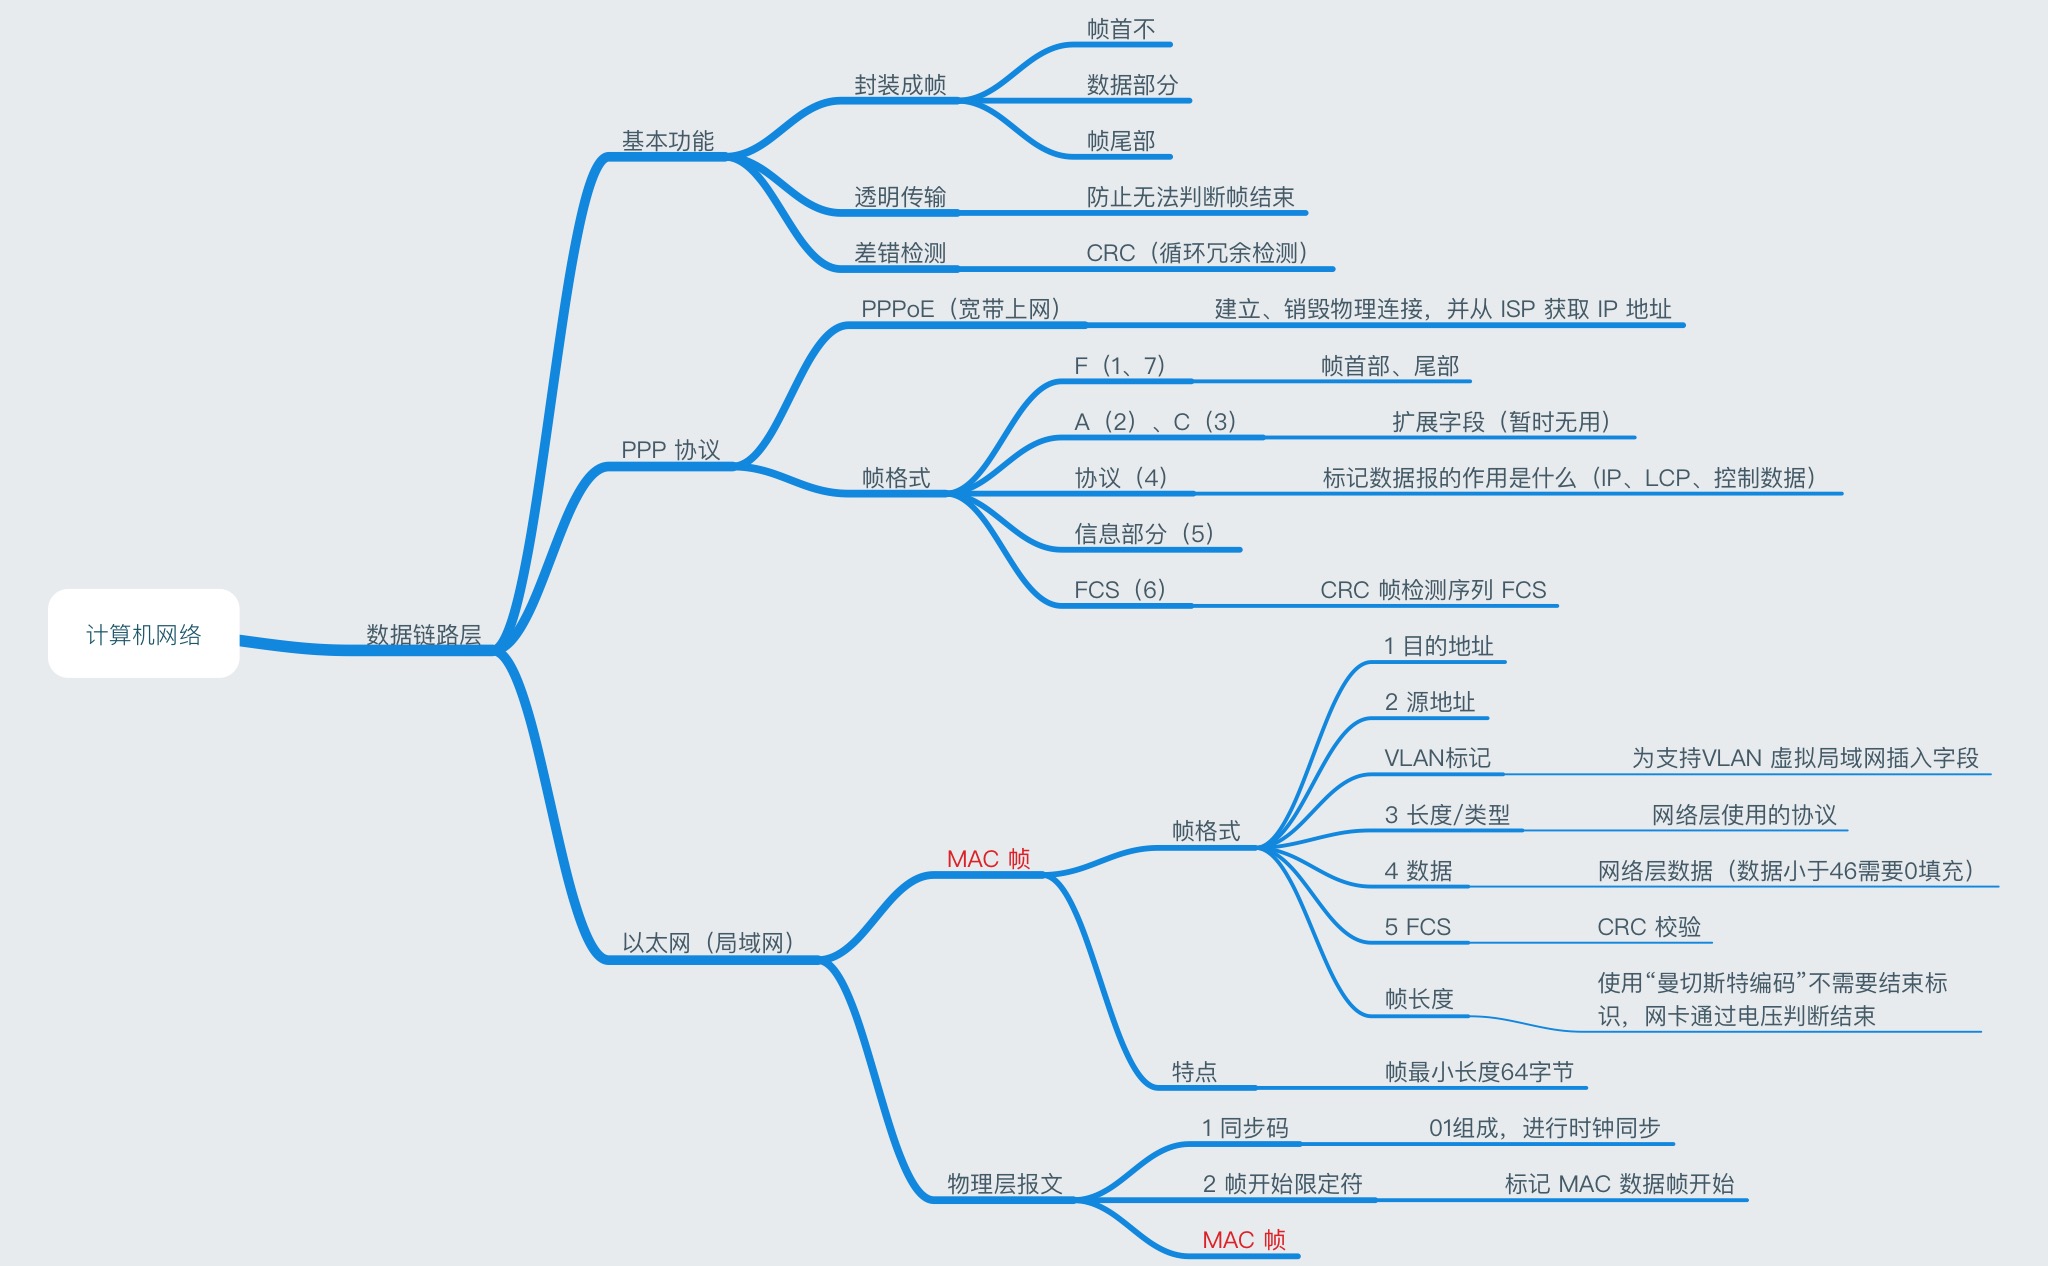 计算机网络
数据链路层
基本功能
封装成帧
帧首不
数据部分
帧尾部
透明传输
防止无法判断帧结束
差错检测
CRC（循环冗余检测）
PPP 协议
PPPoE（宽带上网）
建立、销毁物理连接，并从 ISP 获取 IP 地址
帧格式
F（1、7）
帧首部、尾部
A（2）、C（3）
扩展字段（暂时无用）
协议（4）
标记数据报的作用是什么（IP、LCP、控制数据）
信息部分（5）
FCS（6）
CRC 帧检测序列 FCS
以太网（局域网）
MAC 帧
帧格式
1 目的地址
2 源地址
VLAN标记
为支持VLAN 虚拟局域网插入字段
3 长度/类型
网络层使用的协议
4 数据
网络层数据（数据小于46需要0填充）
5 FCS
CRC 校验
帧长度
使用“曼切斯特编码”不需要结束标
识，网卡通过电压判断结束
特点
帧最小长度64字节
物理层报文
1 同步码
01组成，进行时钟同步
2 帧开始限定符
标记 MAC 数据帧开始
MAC 帧